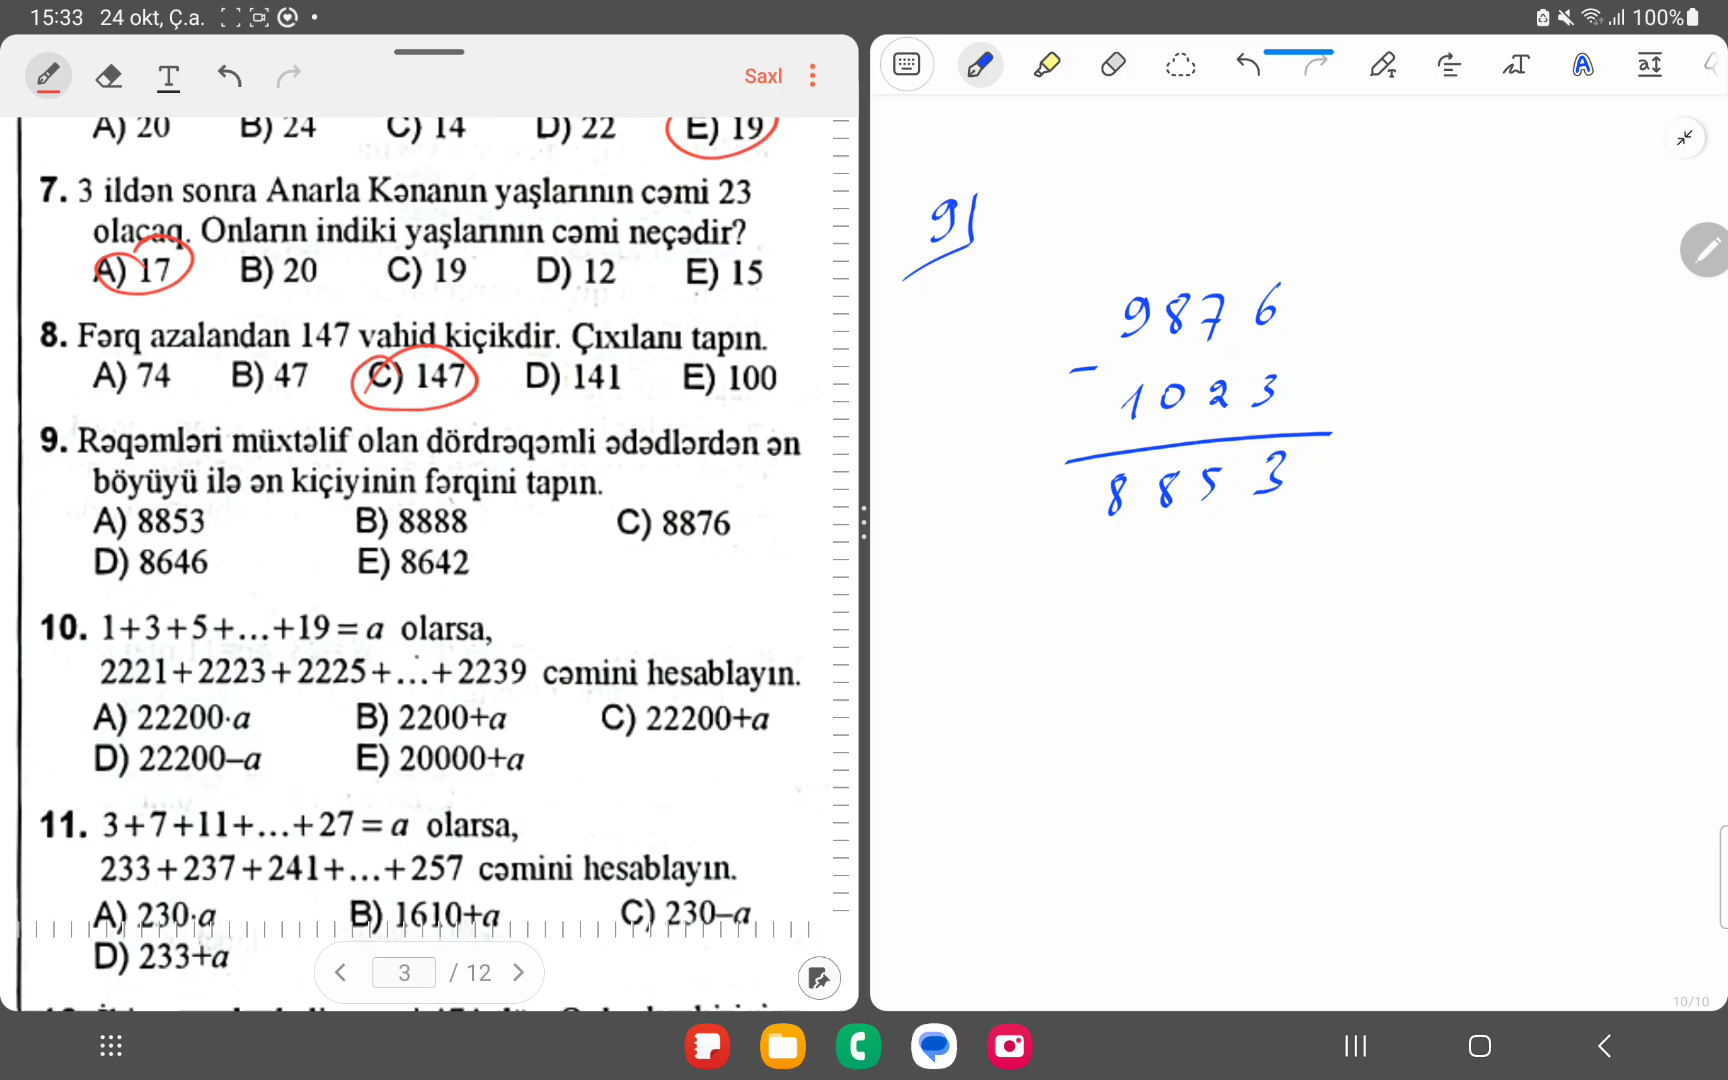 15:33 24 okt, Ç.a. 100%
Saxl
A) 20 B) 24 C) 14 D) 22 E) 19
7. 3 ildən sonra Anarla Kənanın yaşlarının cəmi 23
olacaq. Onların indiki yaşlarının cəmi neçədir?
A) 17 B) 20 C) 19 D) 12 E) 15
8. Fərq azalandan 147 vahid kiçikdir. Çıxılanı tapın.
A) 74 B) 47 C) 147 D) 141 E) 100
9. Rəqəmləri müxtəlif olan dördrəqəmli ədədlərdən ən
böyüyü ilə ən kiçiyinin fərqini tapın.
A) 8853 B) 8888 C) 8876
D) 8646 E) 8642
10. 1+3+5+...+19=a olarsa,
2221+2223+2225+...+2239 cəmini hesablayın.
A) 22200·a B) 2200+a C) 22200+a
D) 22200–a E) 20000+a
11. 3+7+11+...+27=a olarsa,
233+237+241+...+257 cəmini hesablayın.
A) 230·a B) 1610+a C) 230–a
D) 233+a
3 / 12
9)
9876
–
1023
8853
10/10